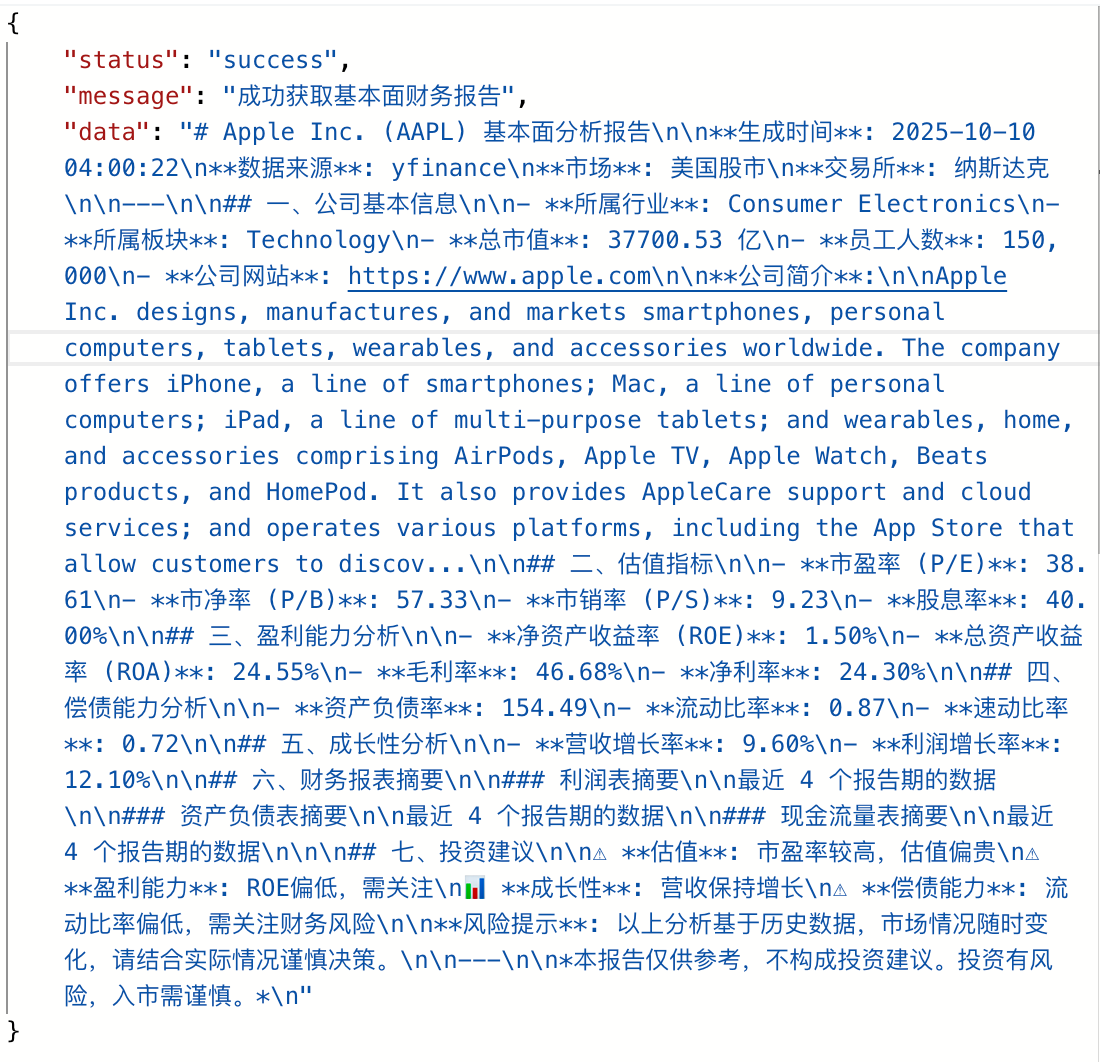 {
"status": "success",
"message": "成功获取基本面财务报告",
"data": "# Apple Inc. (AAPL) 基本面分析报告\n\n**生成时间**: 2025-10-10
04:00:22\n**数据来源**: yfinance\n**市场**: 美国股市\n**交易所**: 纳斯达克
\n\n---\n\n## 一、公司基本信息\n\n- **所属行业**: Consumer Electronics\n-
**所属板块**: Technology\n- **总市值**: 37700.53 亿\n- **员工人数**: 150,
000\n- **公司网站**: https://www.apple.com\n\n**公司简介**:\n\nApple
Inc. designs, manufactures, and markets smartphones, personal
computers, tablets, wearables, and accessories worldwide. The company
offers iPhone, a line of smartphones; Mac, a line of personal
computers; iPad, a line of multi-purpose tablets; and wearables, home,
and accessories comprising AirPods, Apple TV, Apple Watch, Beats
products, and HomePod. It also provides AppleCare support and cloud
services; and operates various platforms, including the App Store that
allow customers to discov...\n\n## 二、估值指标\n\n- **市盈率 (P/E)**: 38.
61\n- **市净率 (P/B)**: 57.33\n- **市销率 (P/S)**: 9.23\n- **股息率**: 40.
00%\n\n## 三、盈利能力分析\n\n- **净资产收益率 (ROE)**: 1.50%\n- **总资产收益
率 (ROA)**: 24.55%\n- **毛利率**: 46.68%\n- **净利率**: 24.30%\n\n## 四、
偿债能力分析\n\n- **资产负债率**: 154.49\n- **流动比率**: 0.87\n- **速动比率
**: 0.72\n\n## 五、成长性分析\n\n- **营收增长率**: 9.60%\n- **利润增长率**:
12.10%\n\n## 六、财务报表摘要\n\n### 利润表摘要\n\n最近 4 个报告期的数据
\n\n### 资产负债表摘要\n\n最近 4 个报告期的数据\n\n### 现金流量表摘要\n\n最近
4 个报告期的数据\n\n\n## 七、投资建议\n\n⚠ **估值**: 市盈率较高，估值偏贵\n⚠
**盈利能力**: ROE偏低，需关注\n📊 **成长性**: 营收保持增长\n⚠ **偿债能力**: 流
动比率偏低，需关注财务风险\n\n**风险提示**: 以上分析基于历史数据，市场情况随时变
化，请结合实际情况谨慎决策。\n\n---\n\n*本报告仅供参考，不构成投资建议。投资有风
险，入市需谨慎。*\n"
}